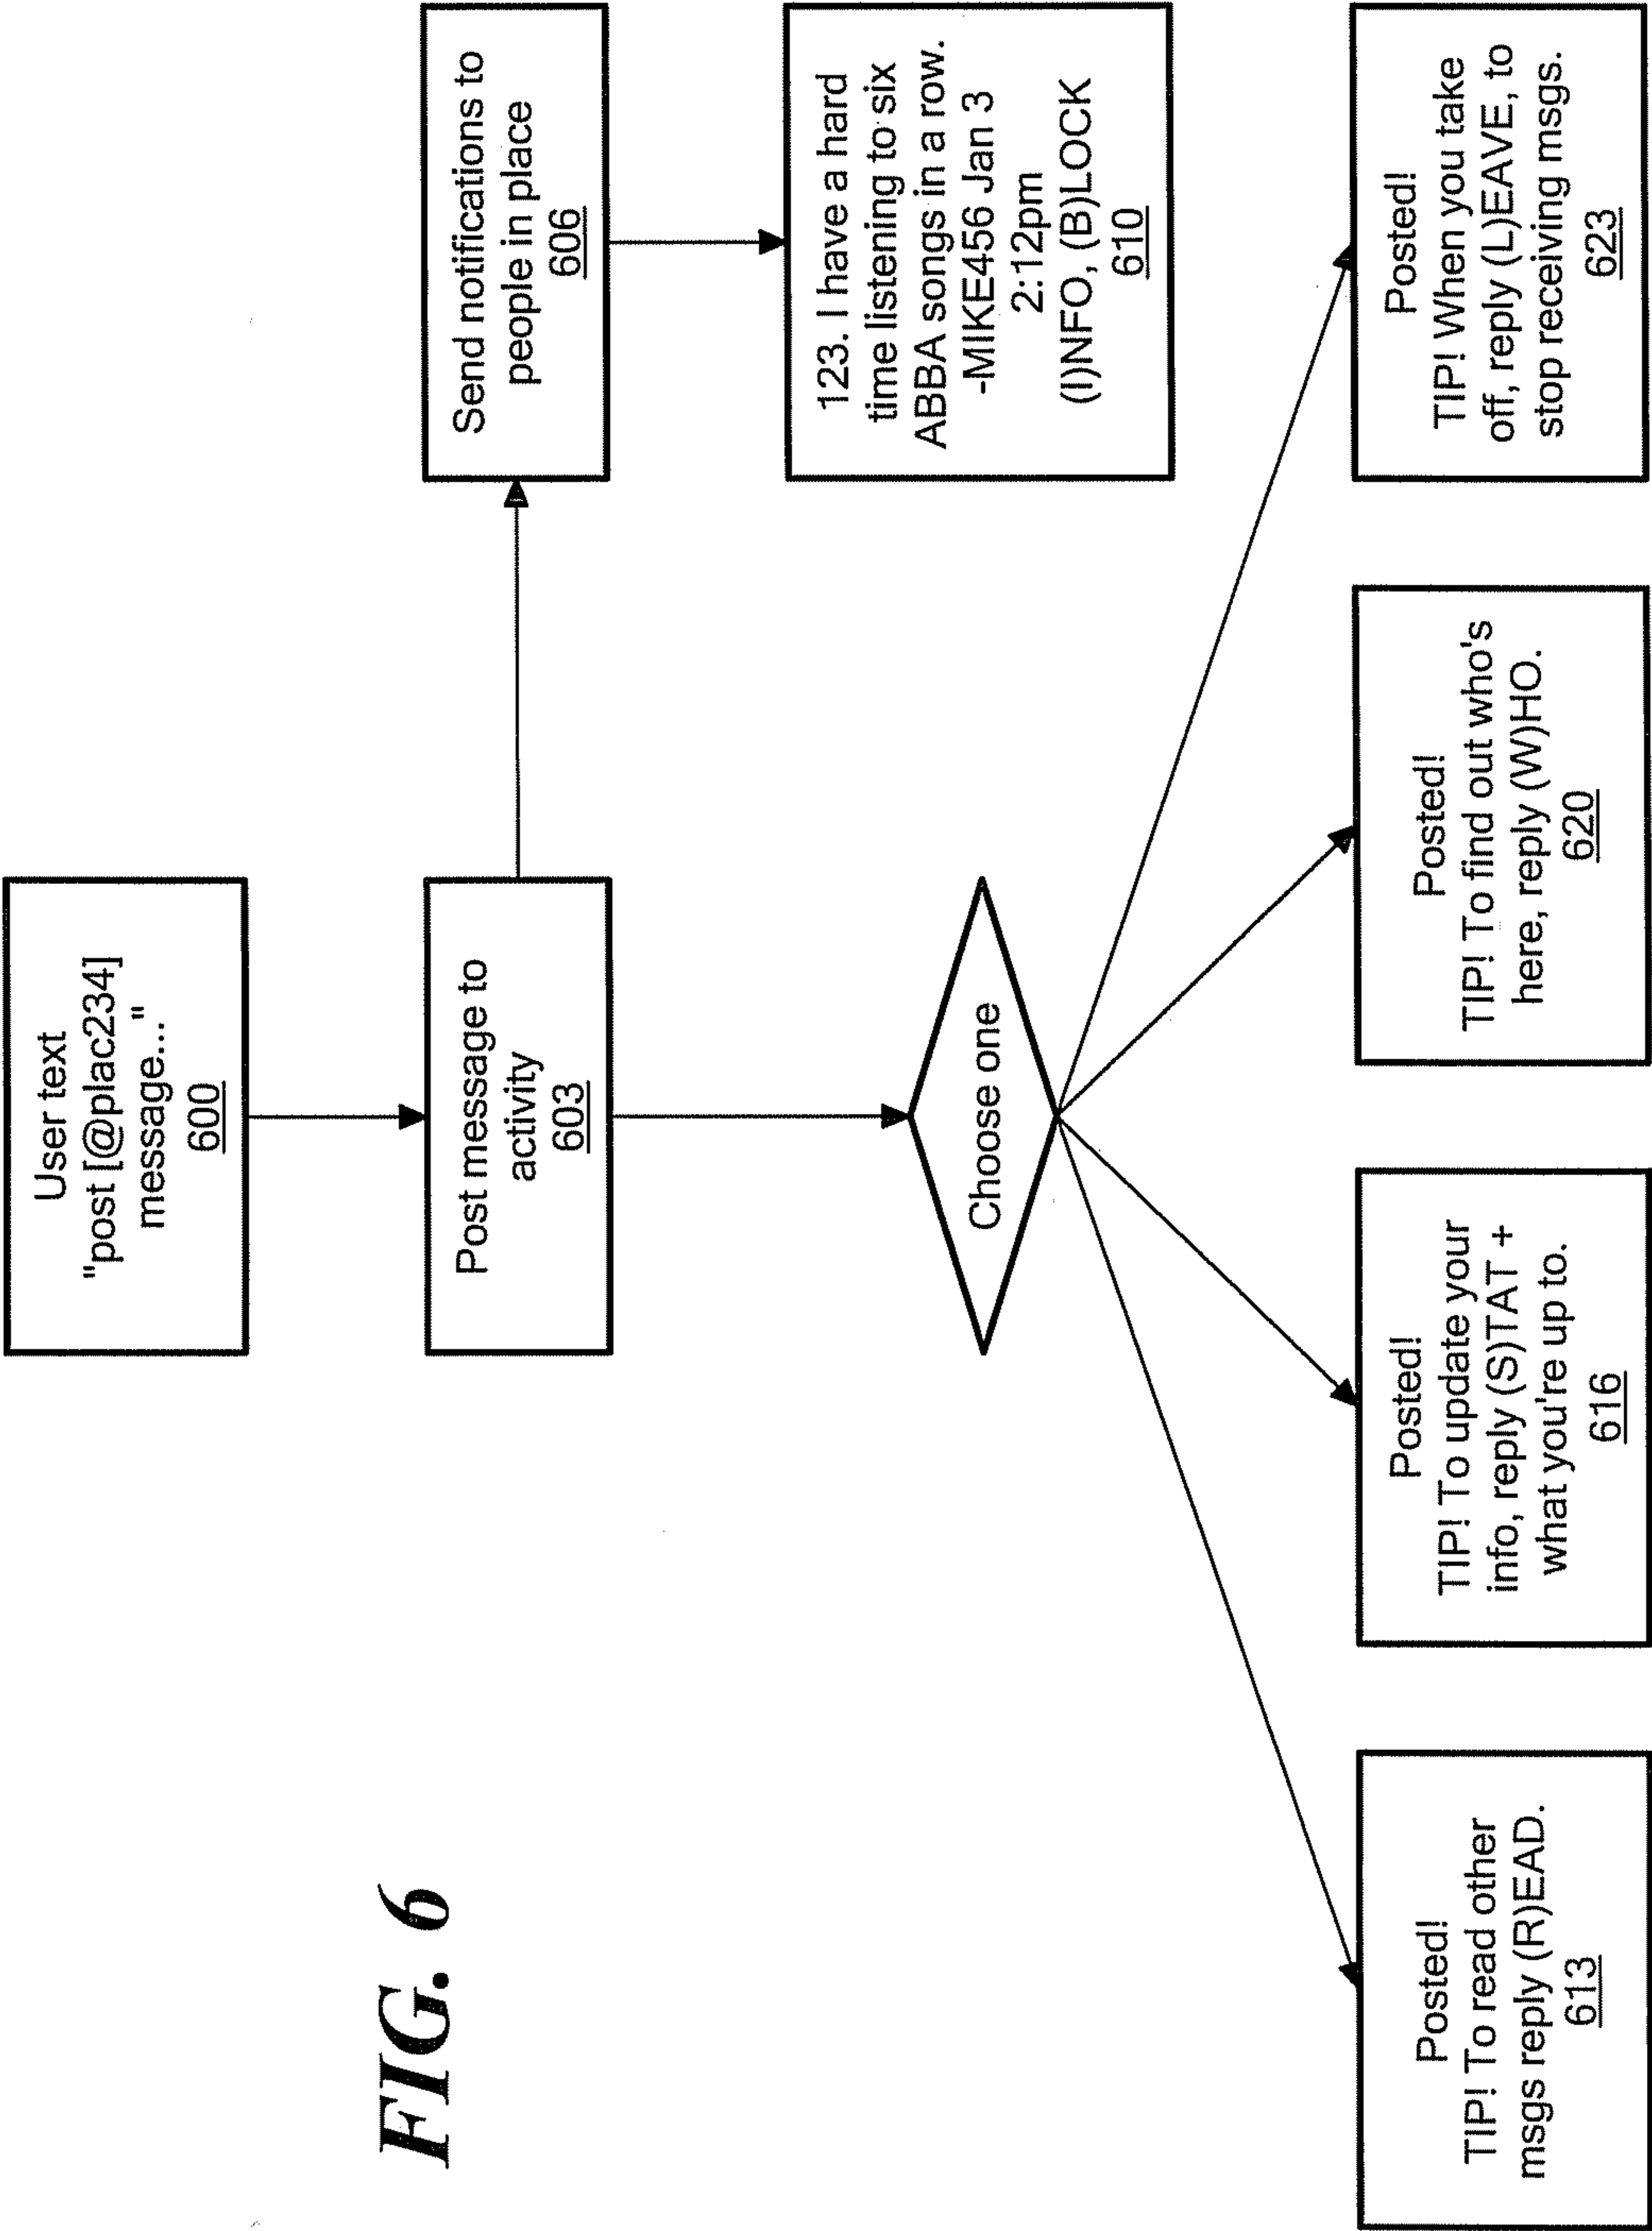 User text
"post [@plac234]
message..."
600
Post message to
activity
603
Send notifications to
people in place
606
123. I have a hard
time listening to six
ABBA songs in a row.
-MIKE456 Jan 3
2:12pm
(I)NFO, (B)LOCK
610
Choose one
Posted!
TIP! To read other
msgs reply (R)EAD.
613
Posted!
TIP! To update your
info, reply (S)TAT +
what you're up to.
616
Posted!
TIP! To find out who's
here, reply (W)HO.
620
Posted!
TIP! When you take
off, reply (L)EAVE, to
stop receiving msgs.
623
FIG. 6